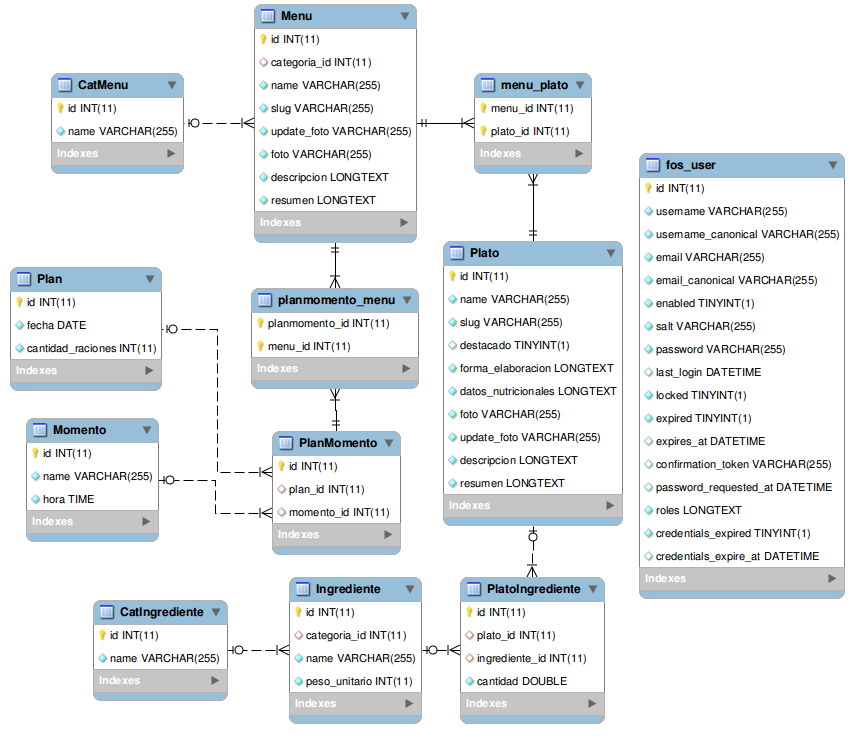 Menu
id INT(11)
categoria_id INT(11)
name VARCHAR(255)
slug VARCHAR(255)
update_foto VARCHAR(255)
foto VARCHAR(255)
descripcion LONGTEXT
resumen LONGTEXT
Indexes
CatMenu
id INT(11)
name VARCHAR(255)
Indexes
menu_plato
menu_id INT(11)
plato_id INT(11)
Indexes
fos_user
id INT(11)
username VARCHAR(255)
username_canonical VARCHAR(255)
email VARCHAR(255)
email_canonical VARCHAR(255)
enabled TINYINT(1)
salt VARCHAR(255)
password VARCHAR(255)
last_login DATETIME
locked TINYINT(1)
expired TINYINT(1)
expires_at DATETIME
confirmation_token VARCHAR(255)
password_requested_at DATETIME
roles LONGTEXT
credentials_expired TINYINT(1)
credentials_expire_at DATETIME
Indexes
Plan
id INT(11)
fecha DATE
cantidad_raciones INT(11)
Indexes
planmomento_menu
planmomento_id INT(11)
menu_id INT(11)
Indexes
Plato
id INT(11)
name VARCHAR(255)
slug VARCHAR(255)
destacado TINYINT(1)
forma_elaboracion LONGTEXT
datos_nutricionales LONGTEXT
foto VARCHAR(255)
update_foto VARCHAR(255)
descripcion LONGTEXT
resumen LONGTEXT
Indexes
Momento
id INT(11)
name VARCHAR(255)
hora TIME
Indexes
PlanMomento
id INT(11)
plan_id INT(11)
momento_id INT(11)
Indexes
CatIngrediente
id INT(11)
name VARCHAR(255)
Indexes
Ingrediente
id INT(11)
categoria_id INT(11)
name VARCHAR(255)
peso_unitario INT(11)
Indexes
PlatoIngrediente
id INT(11)
plato_id INT(11)
ingrediente_id INT(11)
cantidad DOUBLE
Indexes